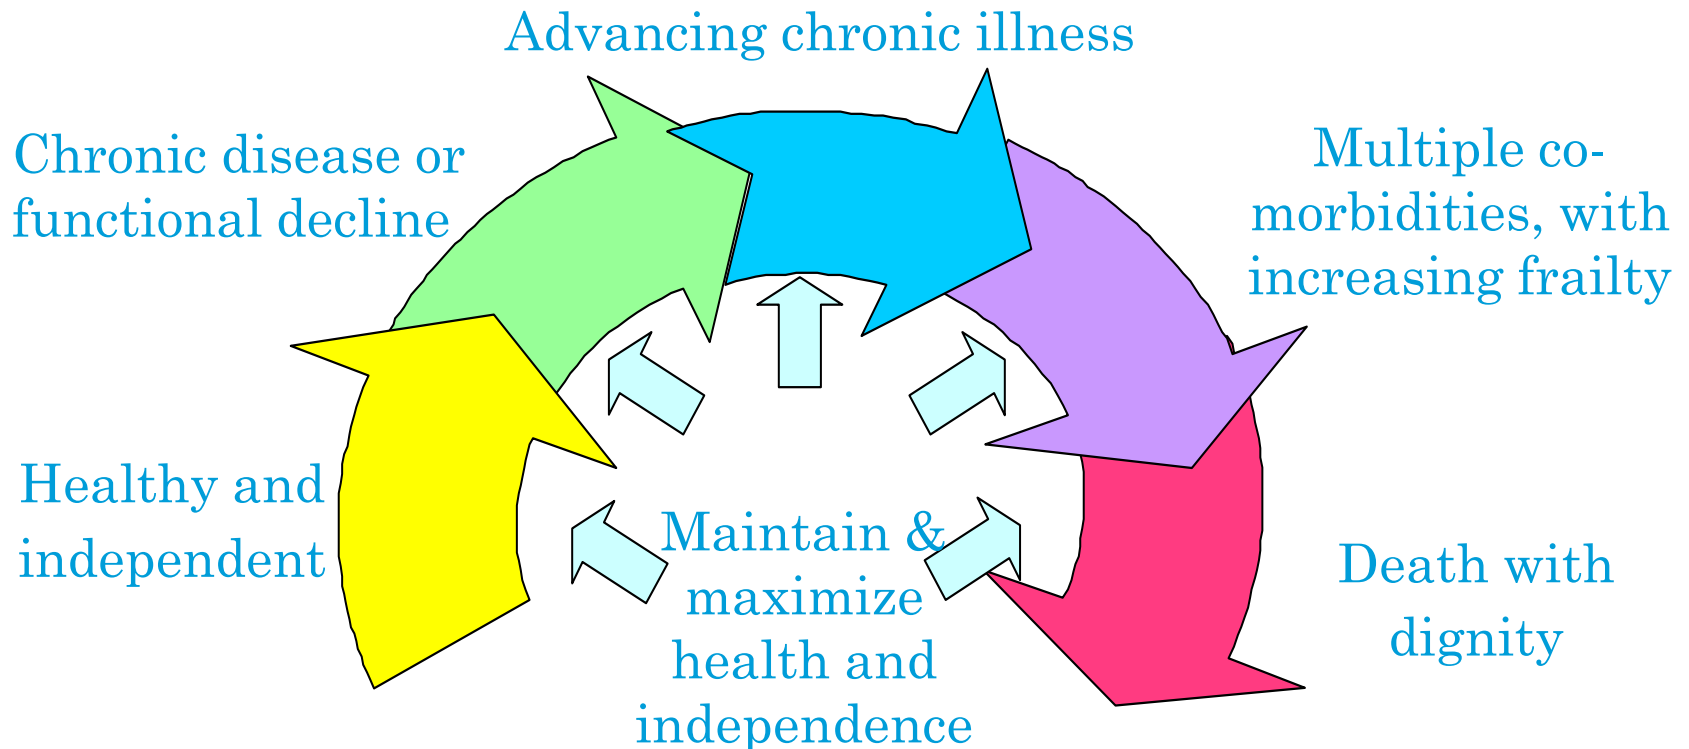 Advancing chronic illness
Chronic disease or
functional decline
Multiple co-
morbidities, with
increasing frailty
Healthy and
independent
Maintain &
maximize
health and
independence
Death with
dignity